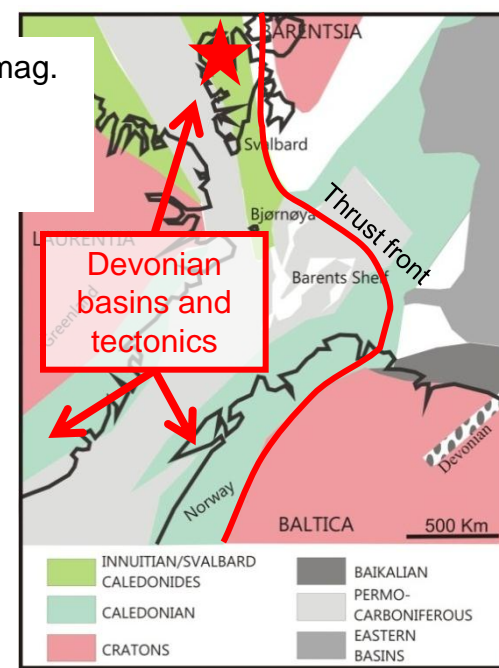 mag.
BARENTSIA
Svalbard
Bjørnøya
Thrust front
LAURENTIA
Barents Shelf
Devonian
basins and
tectonics
Greenland
Devonian
Norway
BALTICA
500 Km
INNUITIAN/SVALBARD
CALEDONIDES
CALEDONIAN
CRATONS
BAIKALIAN
PERMO-
CARBONIFEROUS
EASTERN
BASINS